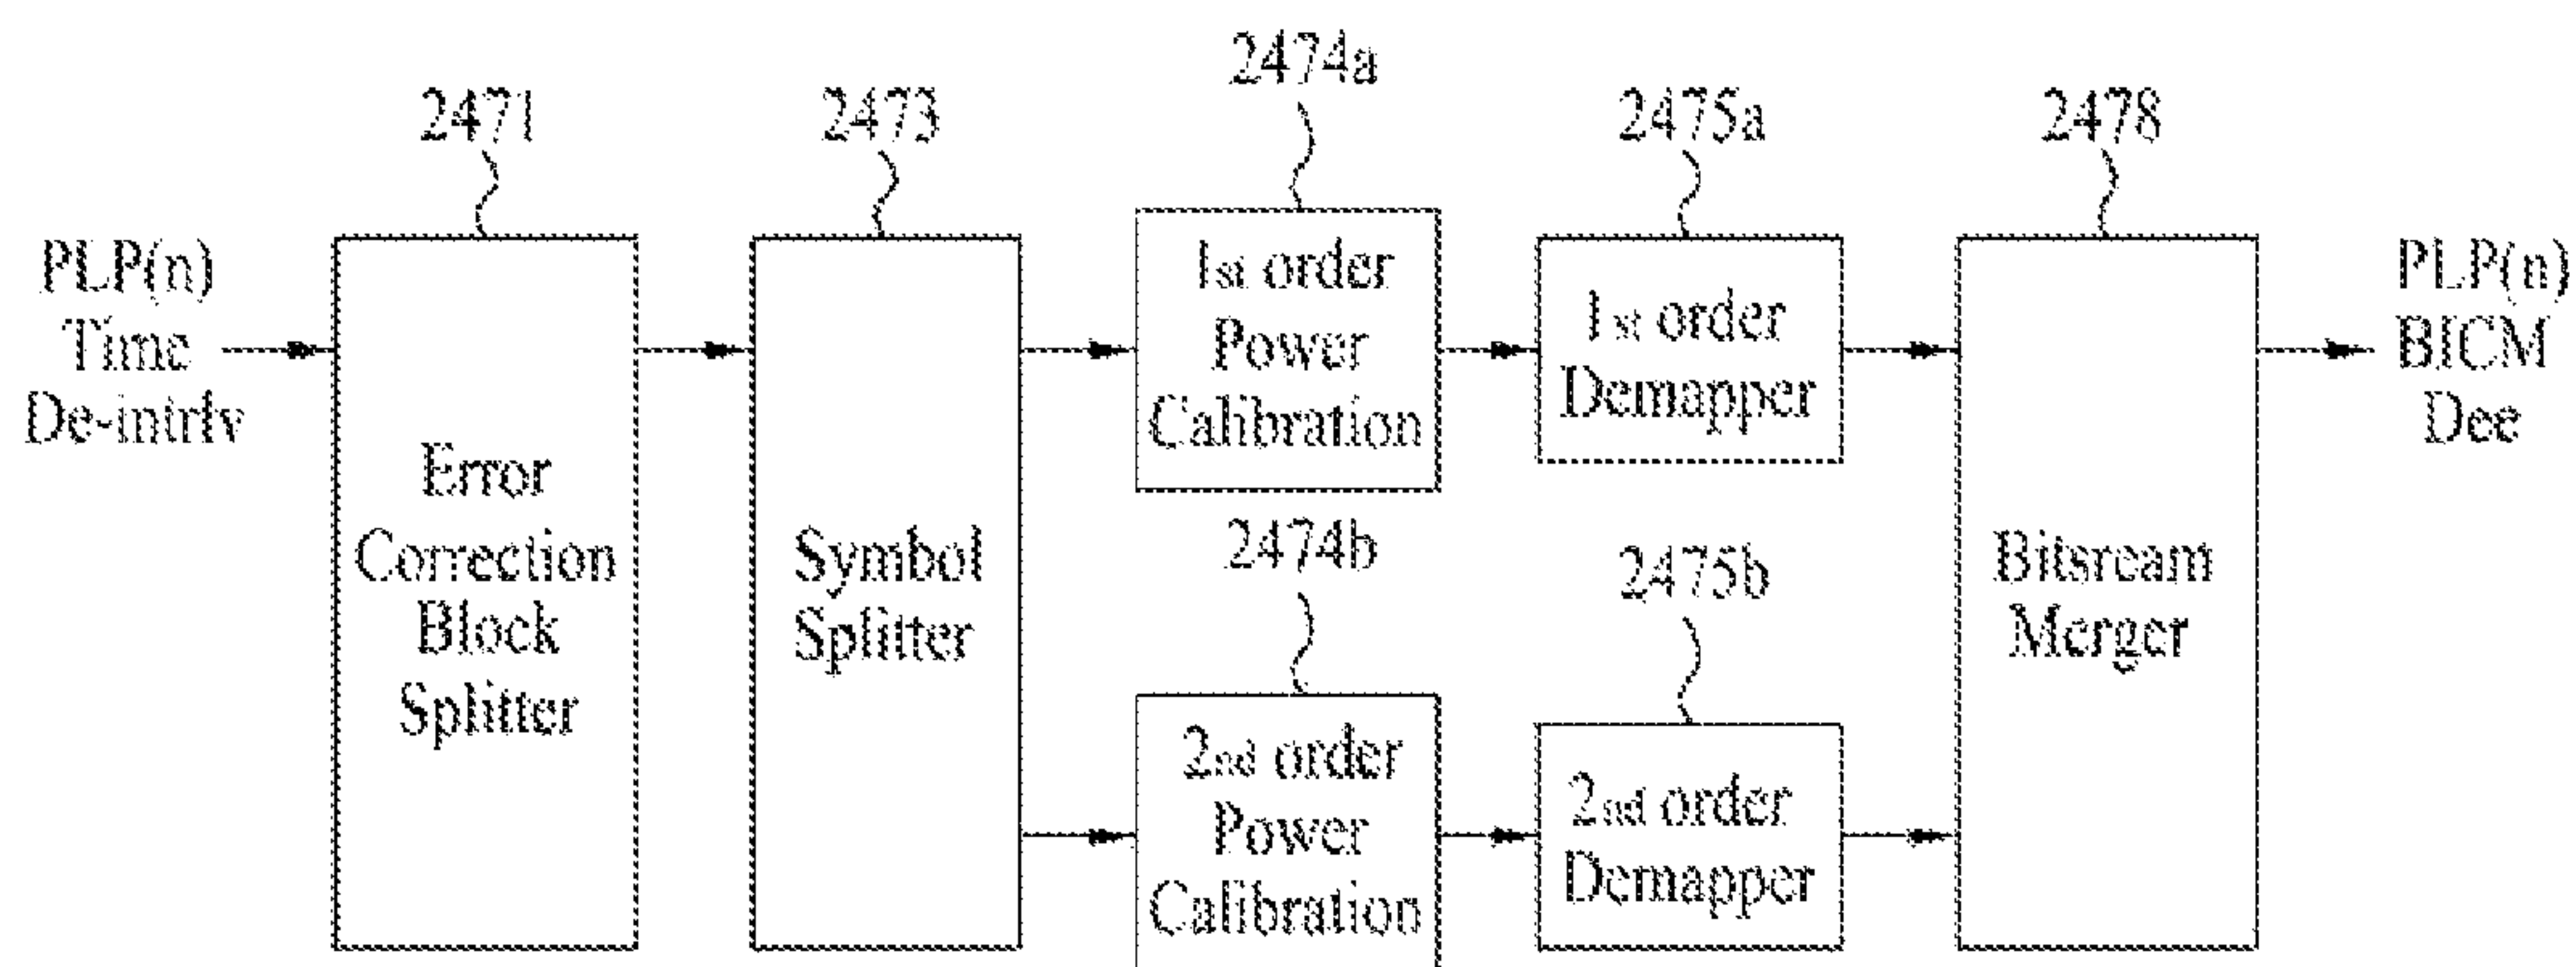 2471
2473
2474a
2475a
2478
PLP(n)
Time
De-intrlv
Error
Correction
Block
Splitter
Symbol
Splitter
1st order
Power
Calibration
1st order
Demapper
2474b
2475b
2nd order
Power
Calibration
2nd order
Demapper
Bitsream
Merger
PLP(n)
BICM
Dee